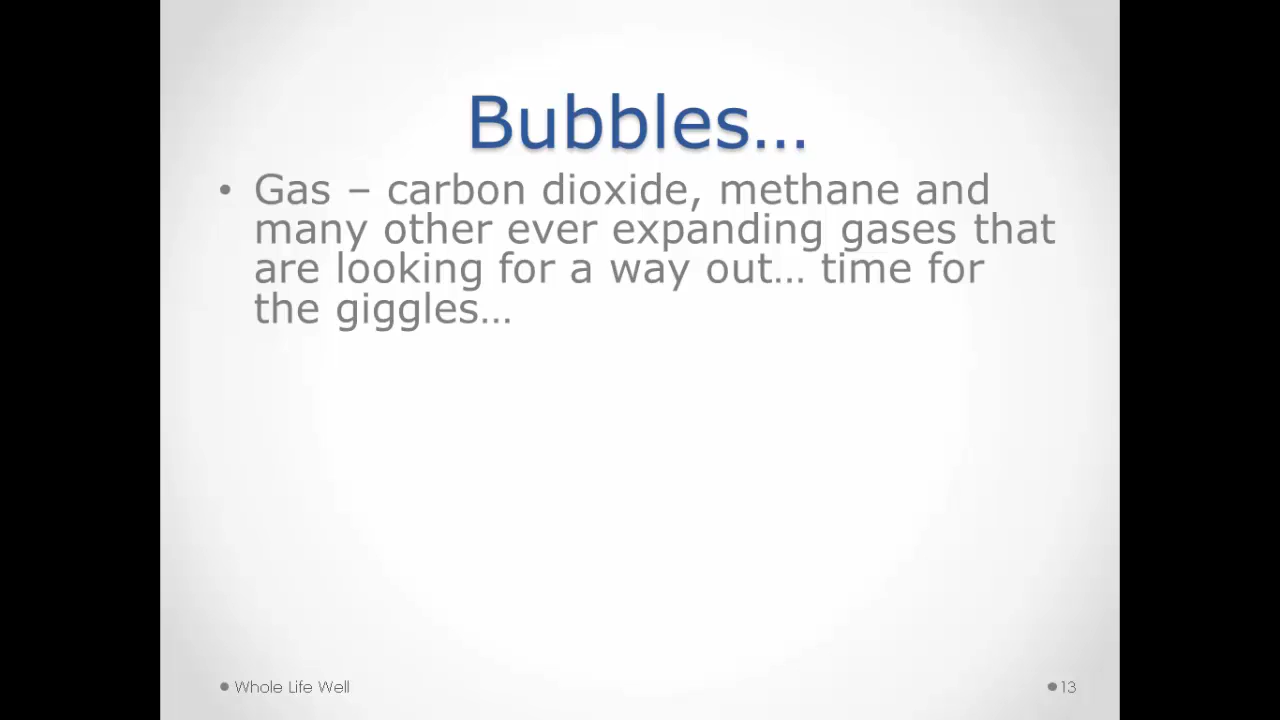 Bubbles…
• Gas – carbon dioxide, methane and
many other ever expanding gases that
are looking for a way out… time for
the giggles…
• Whole Life Well
• 13